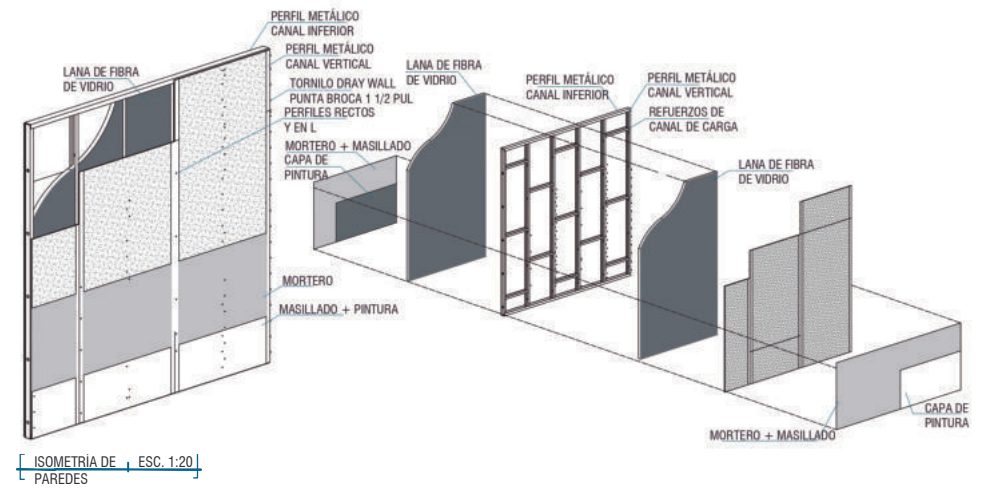 PERFIL METÁLICO
CANAL INFERIOR
PERFIL METÁLICO
CANAL VERTICAL
LANA DE FIBRA
DE VIDRIO
TORNILO DRAY WALL
PUNTA BROCA 1 1/2 PUL
PERFILES RECTOS
Y EN L
MORTERO + MASILLADO
CAPA DE
PINTURA
MORTERO
MASILLADO + PINTURA
LANA DE FIBRA
DE VIDRIO
PERFIL METÁLICO
CANAL INFERIOR
PERFIL METÁLICO
CANAL VERTICAL
REFUERZOS DE
CANAL DE CARGA
LANA DE FIBRA
DE VIDRIO
CAPA DE
PINTURA
MORTERO + MASILLADO
ISOMETRÍA DE
PAREDES
ESC. 1:20